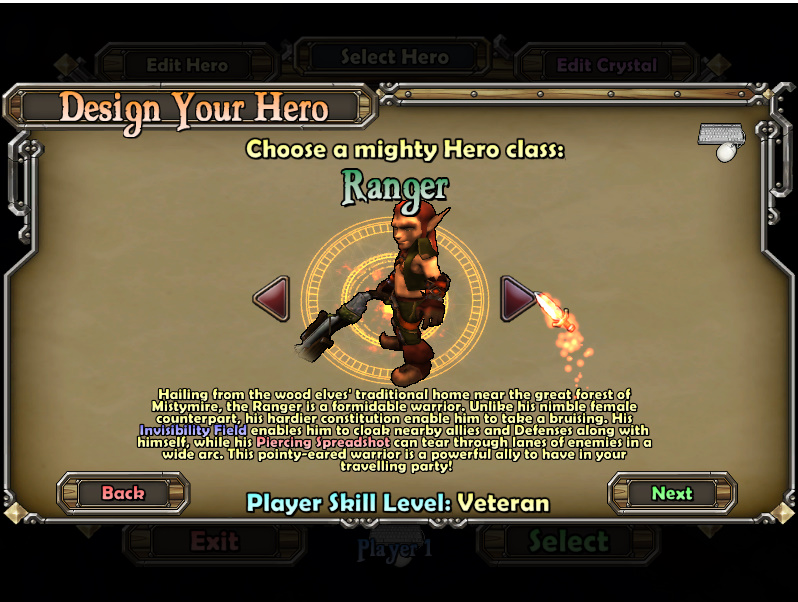 Edit Hero
Select Hero
Edit Crystal
Design Your Hero
Choose a mighty Hero class:
Ranger
Hailing from the wood elves' traditional home near the great forest of
Mistymire, the Ranger is a formidable warrior. Unlike his nimble female
counterpart, his hardier constitution enable him to take a bruising. His
Invisibility Field enables him to cloak nearby allies and Defenses along with
himself, while his Piercing Spreadshot can tear through lanes of enemies in a
wide arc. This pointy-eared warrior is a powerful ally to have in your
travelling party!
Back
Player Skill Level: Veteran
Next
Exit
Player 1
Select